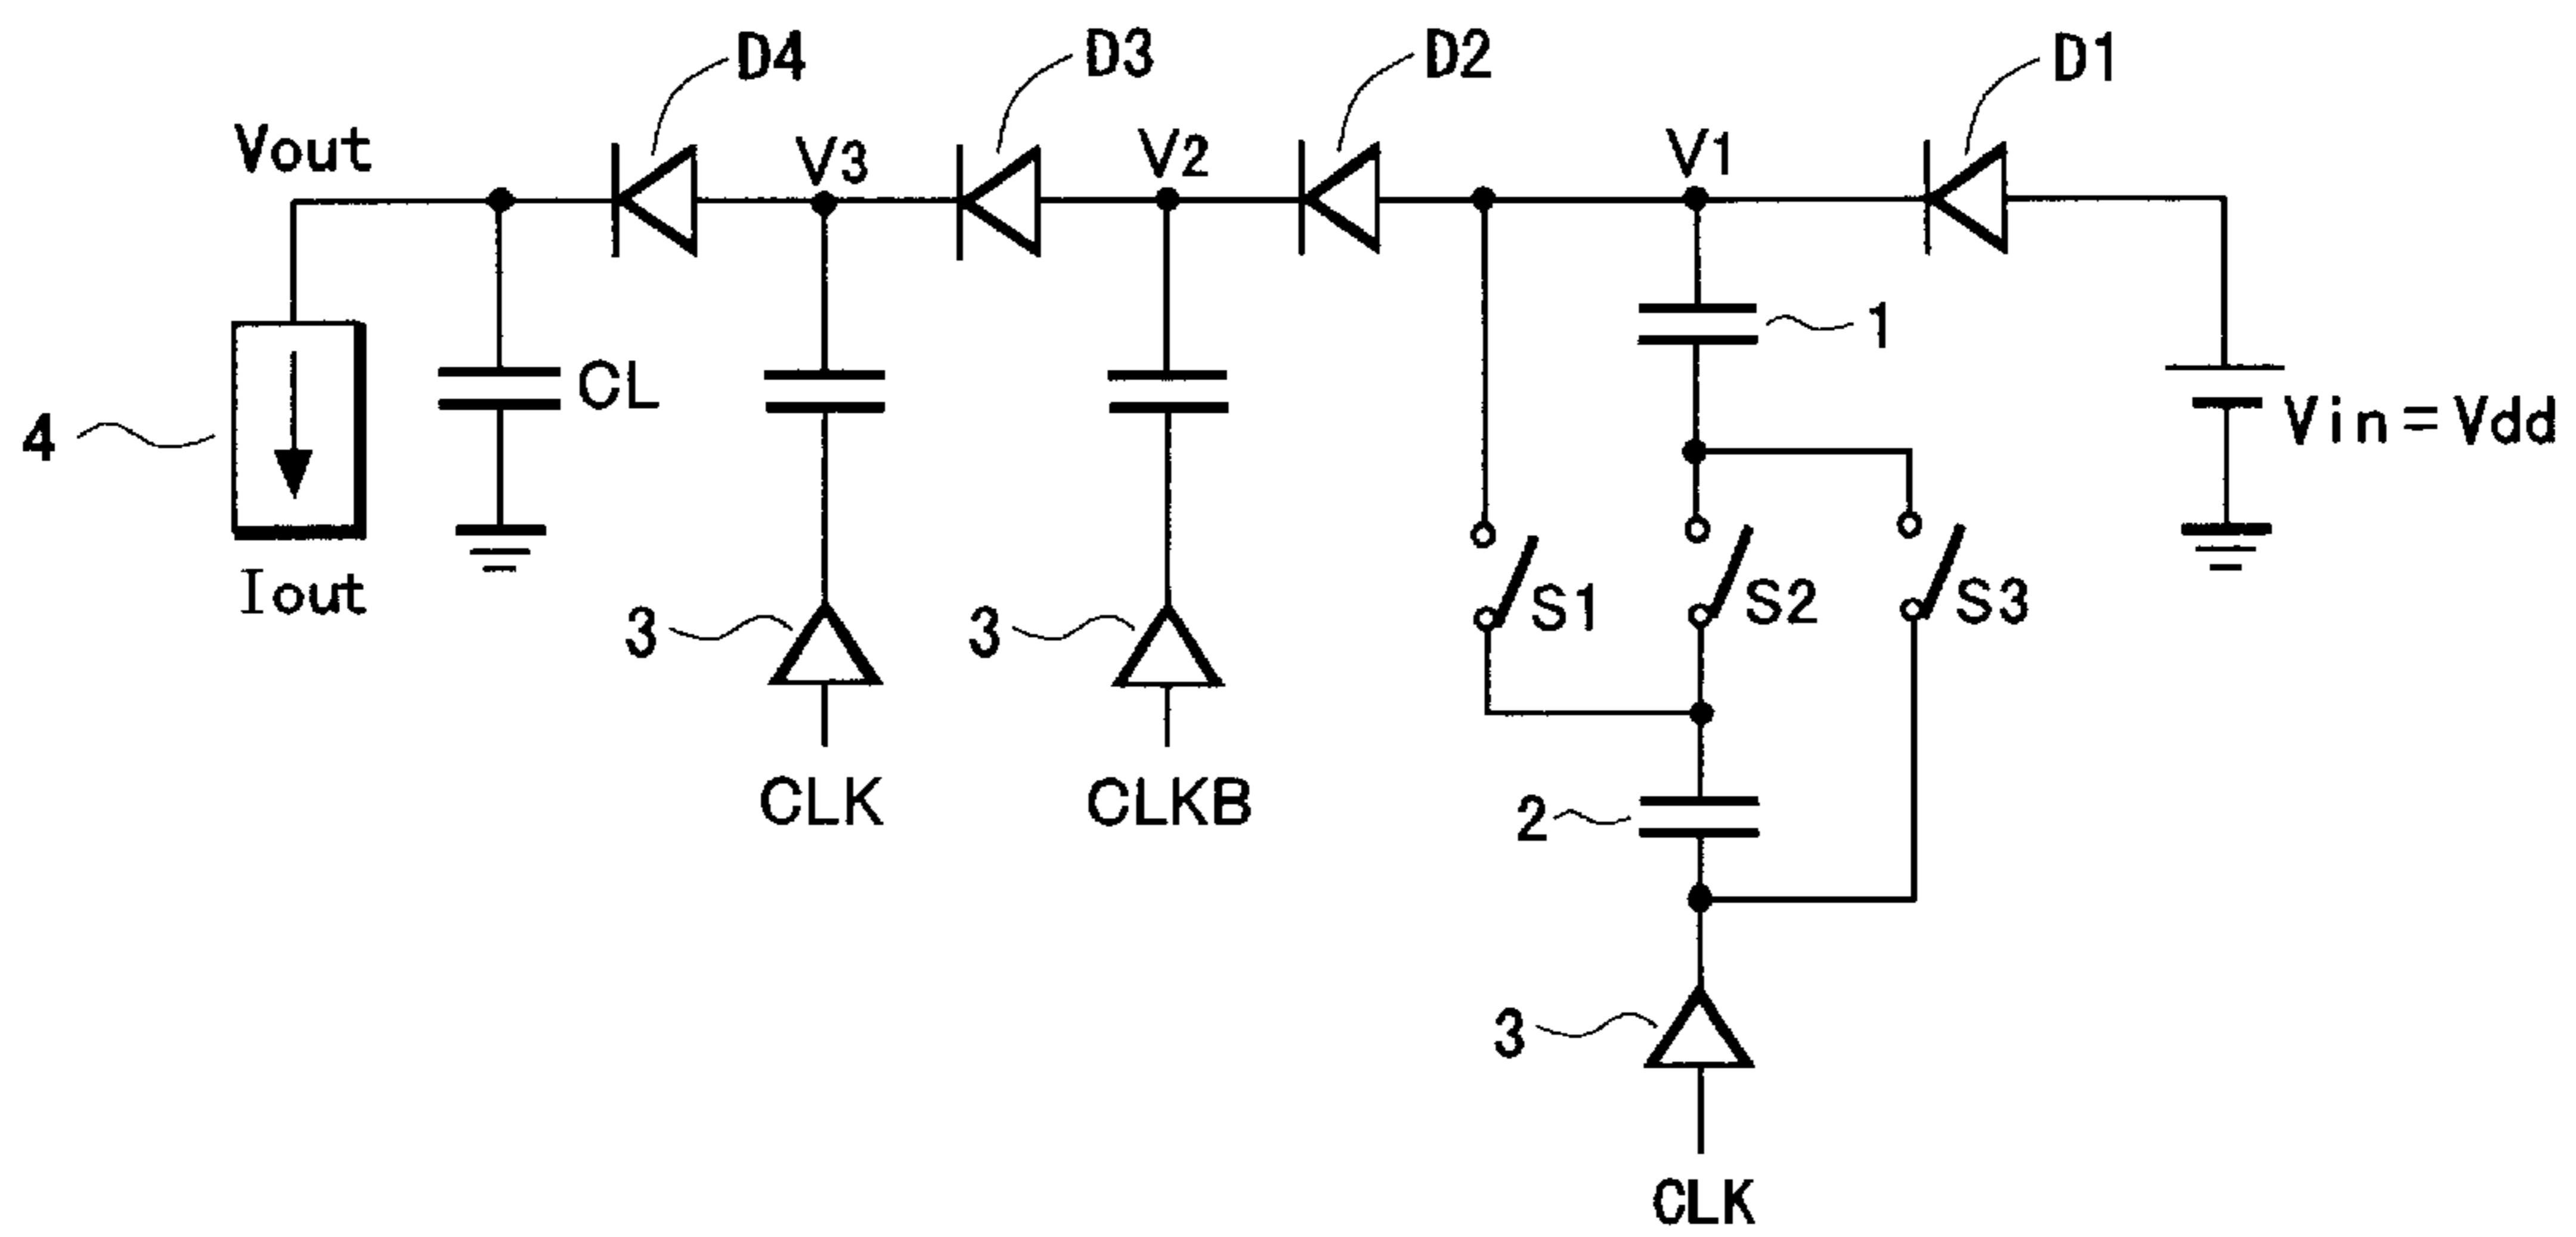 D4
D3
D2
D1
Vout
V3
V2
V1
1
CL
4
Vin=Vdd
Iout
3
3
S1
S2
S3
CLK
CLKB
2
3
CLK